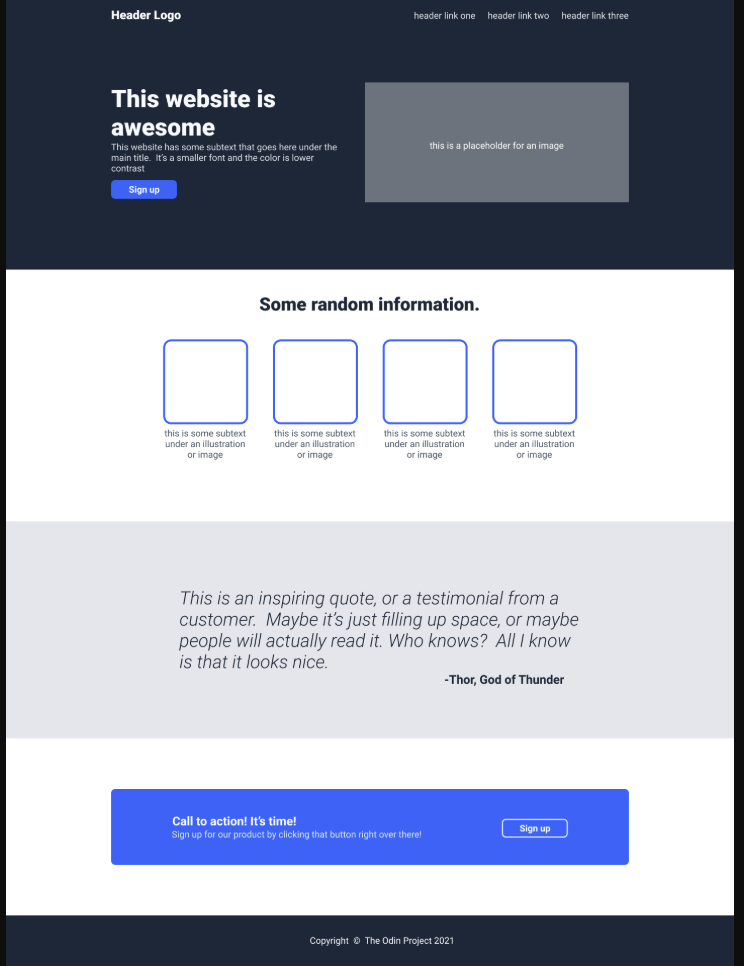 Header Logo
header link one header link two header link three
This website is
awesome
This website has some subtext that goes here under the
main title.  It's a smaller font and the color is lower
contrast
Sign up
this is a placeholder for an image
Some random information.
this is some subtext
under an illustration
or image
this is some subtext
under an illustration
or image
this is some subtext
under an illustration
or image
this is some subtext
under an illustration
or image
This is an inspiring quote, or a testimonial from a
customer.  Maybe it's just filling up space, or maybe
people will actually read it. Who knows?  All I know
is that it looks nice.
-Thor, God of Thunder
Call to action! It's time!
Sign up for our product by clicking that button right over there!
Sign up
Copyright © The Odin Project 2021